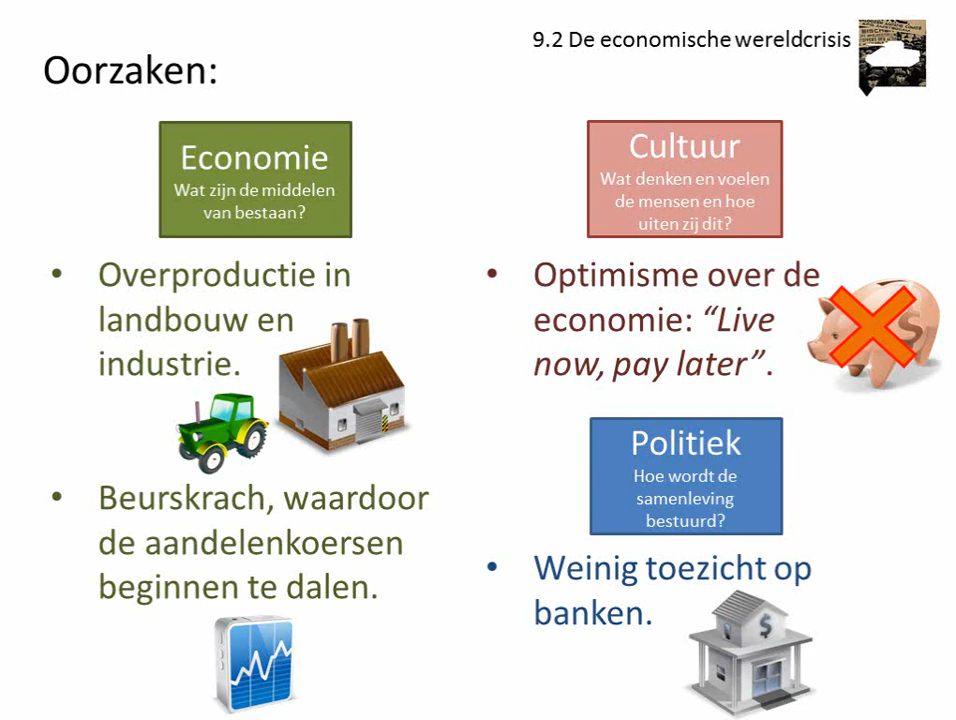 9.2 De economische wereldcrisis
Oorzaken:
Economie
Wat zijn de middelen
van bestaan?
• Overproductie in
landbouw en
industrie.
• Beurskrach, waardoor
de aandelenkoersen
beginnen te dalen.
Cultuur
Wat denken en voelen
de mensen en hoe
uiten zij dit?
• Optimisme over de
economie: “Live
now, pay later”.
Politiek
Hoe wordt de
samenleving
bestuurd?
• Weinig toezicht op
banken.
$